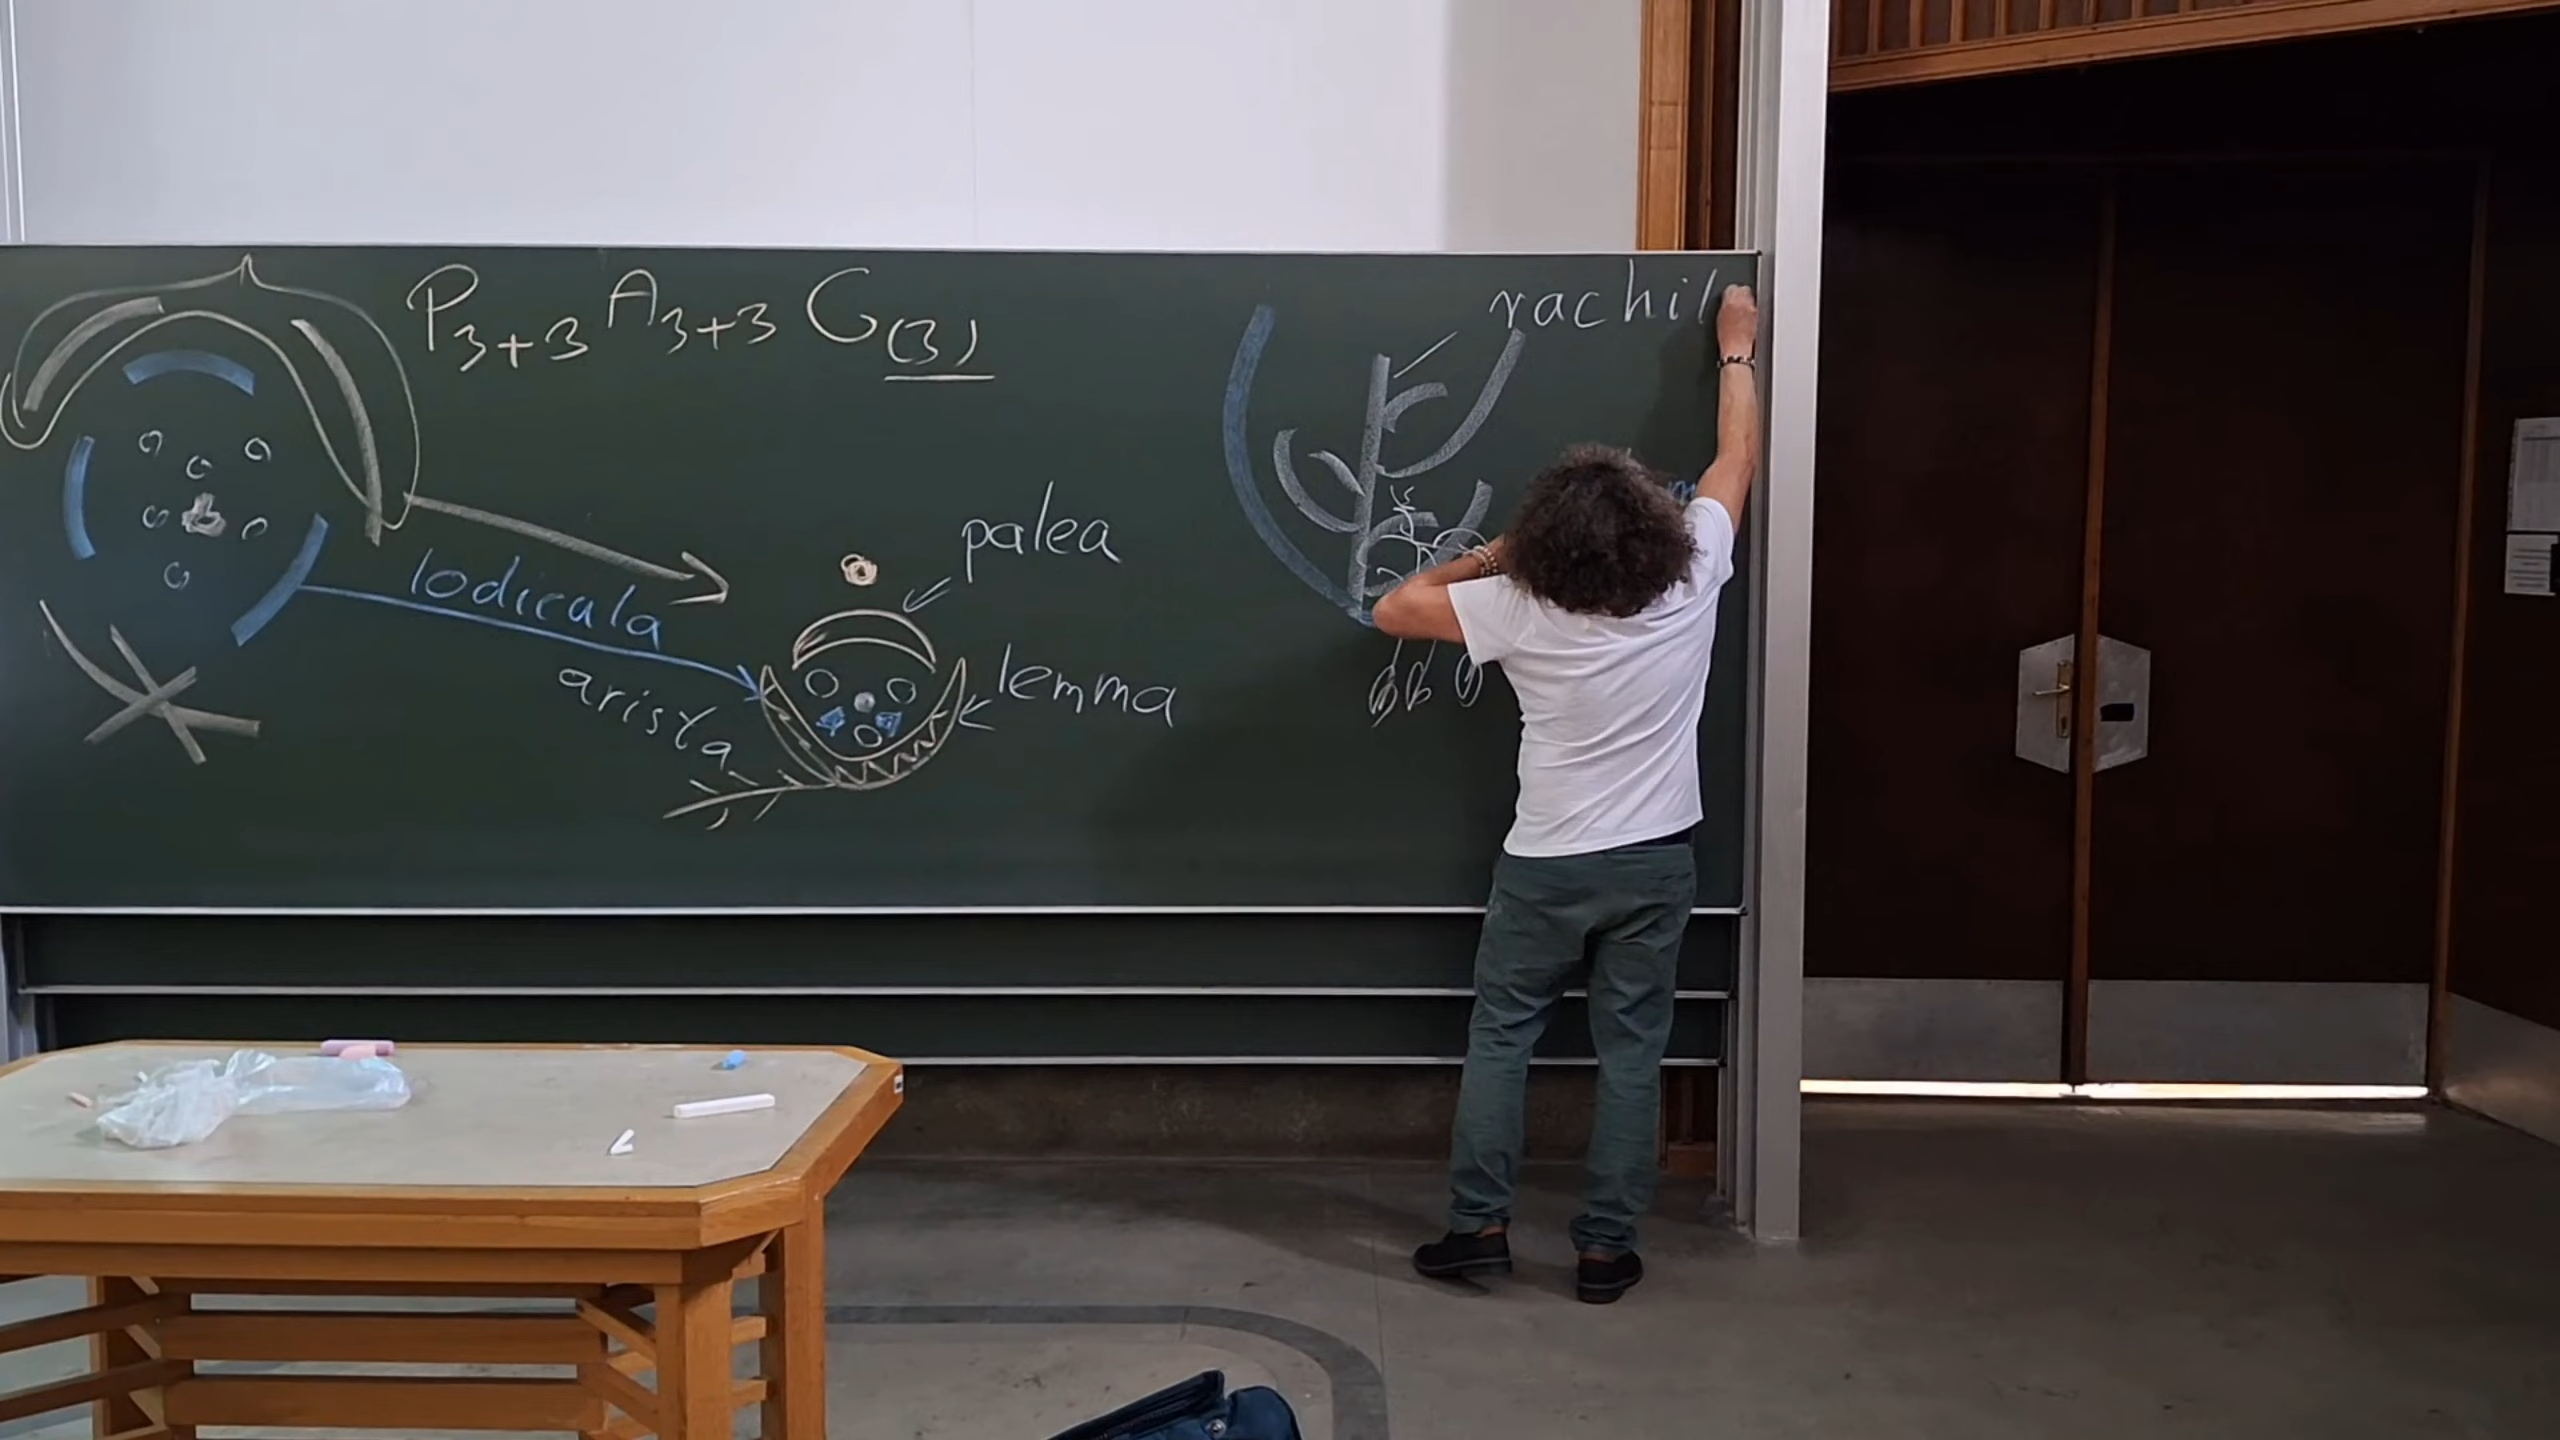 P3+3 A3+3 G(3)
rachil
palea
lodicula
lemma
arista